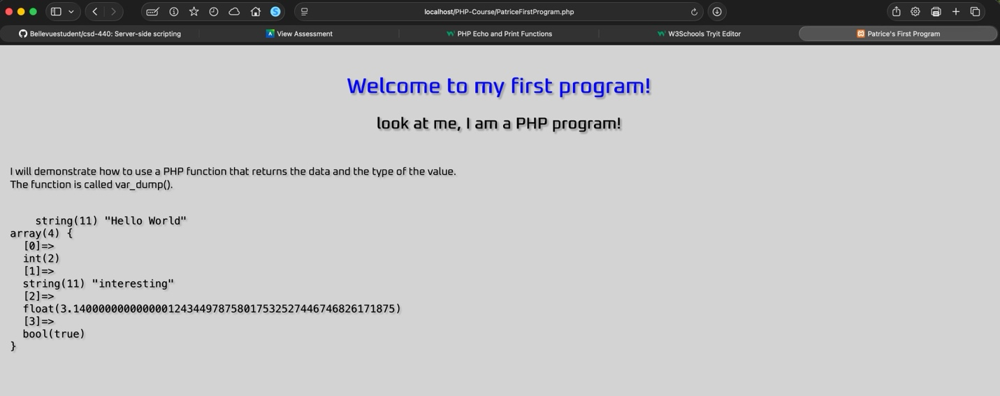 localhost/PHP-Course/PatriceFirstProgram.php
Bellevuestudent/csd-440: Server-side scripting
View Assessment
PHP Echo and Print Functions
W3Schools Tryit Editor
Patrice's First Program
Welcome to my first program!
look at me, I am a PHP program!
I will demonstrate how to use a PHP function that returns the data and the type of the value.
The function is called var_dump().
string(11) "Hello World"
array(4) {
[0]=>
int(2)
[1]=>
string(11) "interesting"
[2]=>
float(3.140000000000000124344978758017532527446746826171875)
[3]=>
bool(true)
}